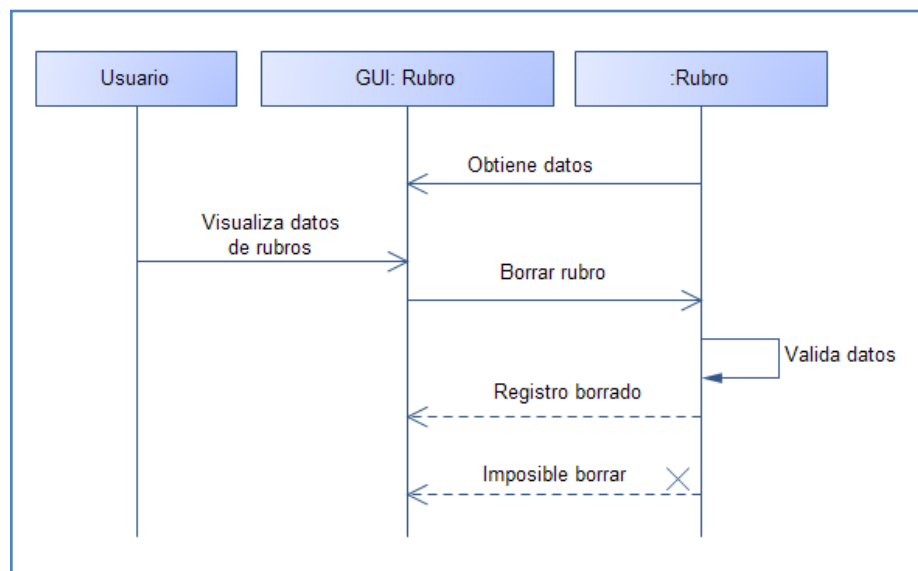 Usuario
GUI: Rubro
:Rubro
Obtiene datos
Visualiza datos
de rubros
Borrar rubro
Valida datos
Registro borrado
Imposible borrar